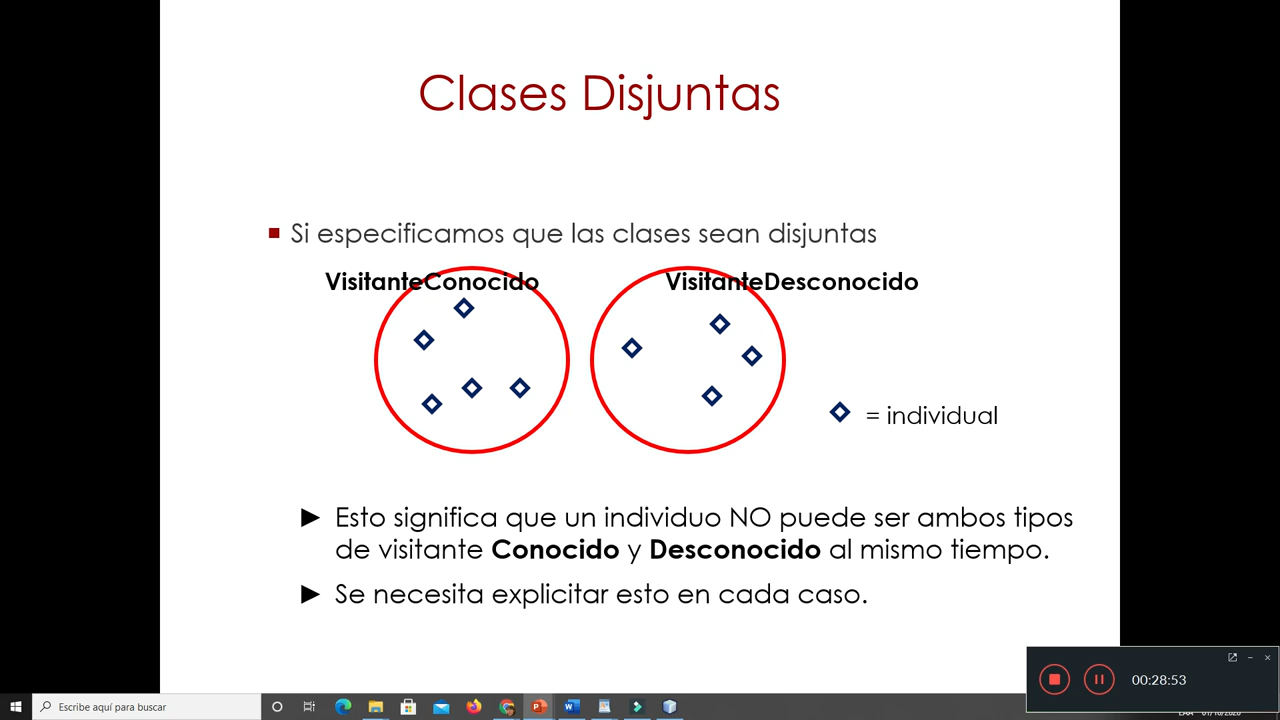 Clases Disjuntas
Si especificamos que las clases sean disjuntas
VisitanteConocido
VisitanteDesconocido
= individual
Esto significa que un individuo NO puede ser ambos tipos
de visitante Conocido y Desconocido al mismo tiempo.
Se necesita explicitar esto en cada caso.
00:28:53
Escribe aquí para buscar